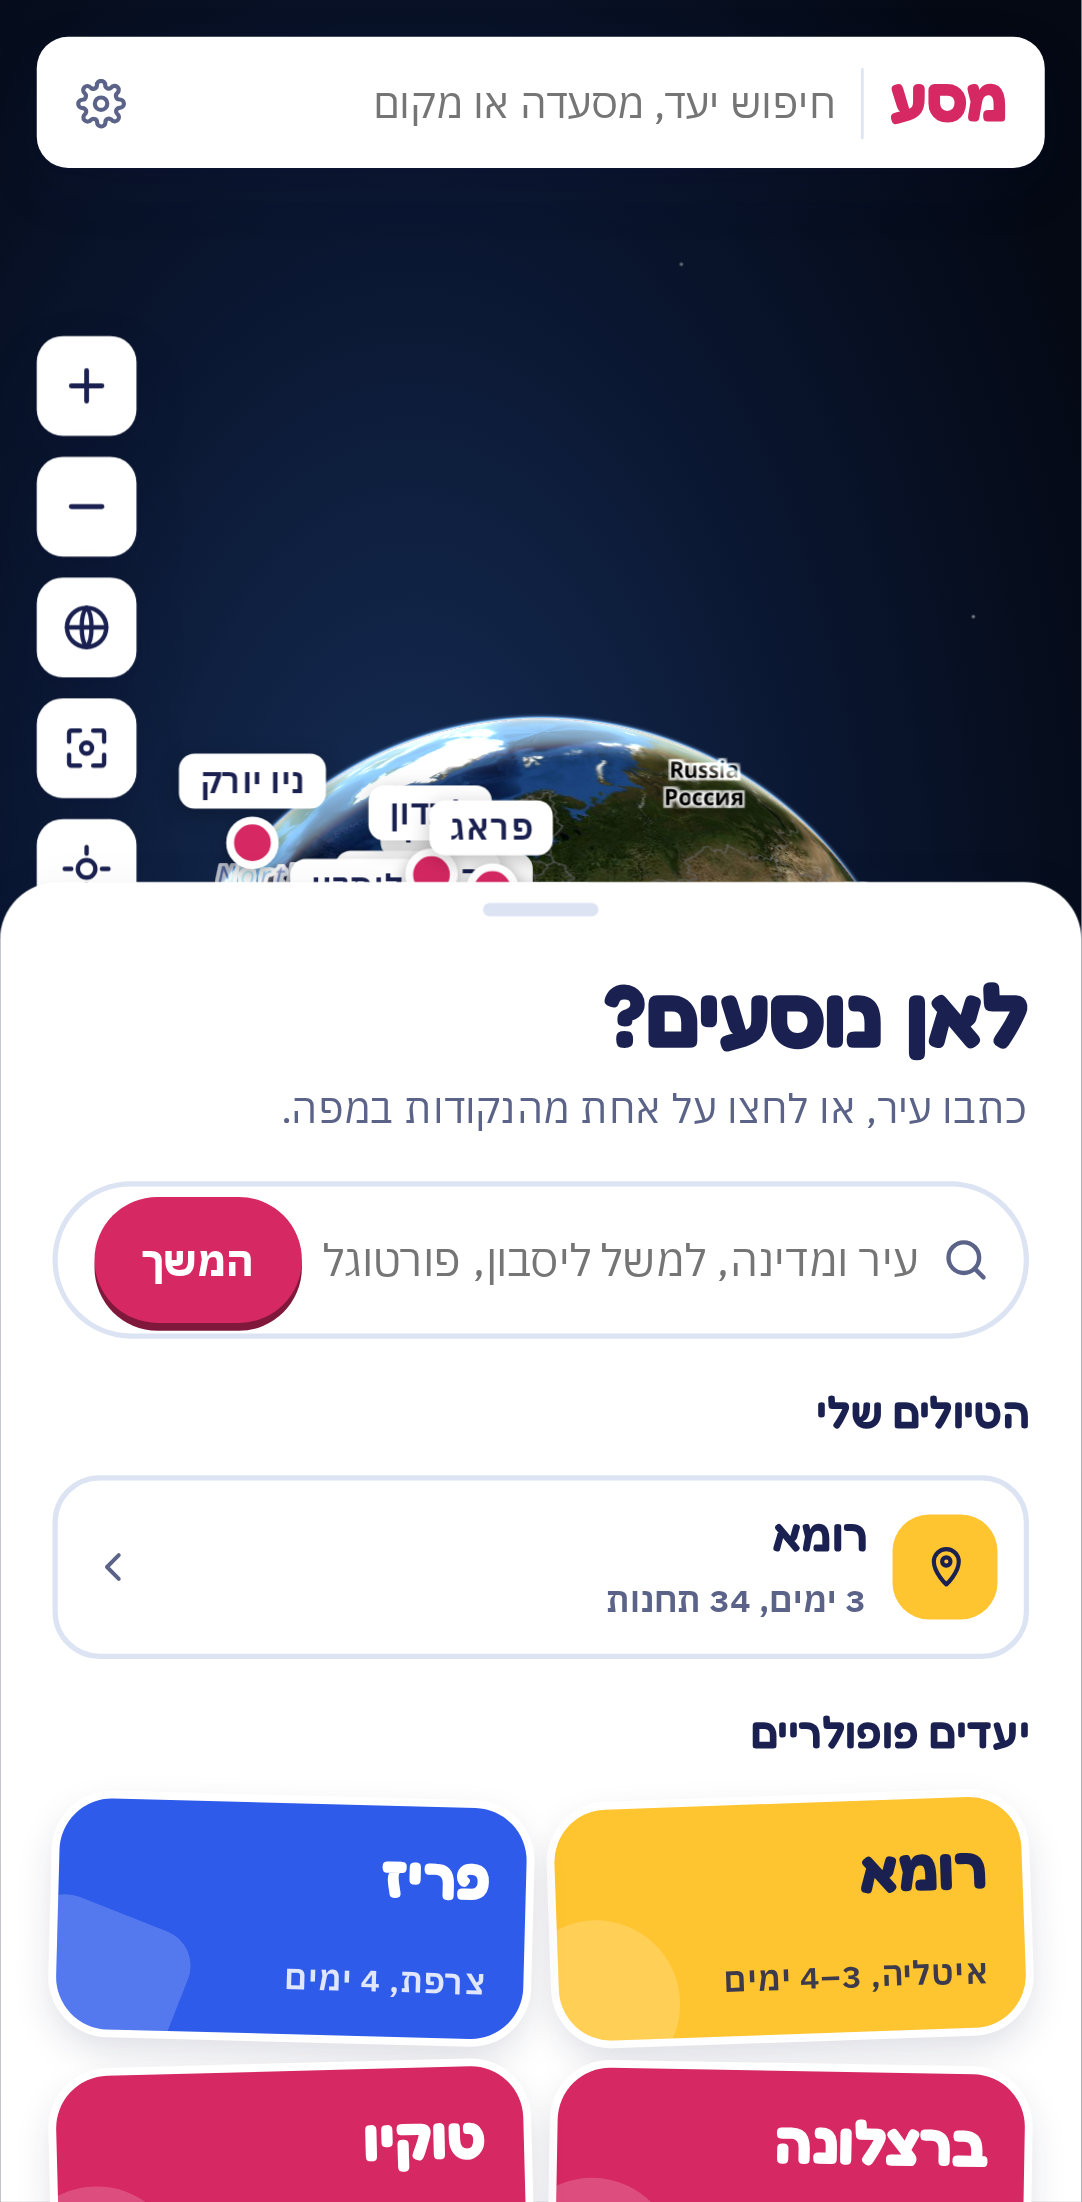 מסע
חיפוש יעד, מסעדה או מקום
Russia
Россия
ניו יורק
פראג
לאן נוסעים?
כתבו עיר, או לחצו על אחת מהנקודות במפה.
עיר ומדינה, למשל ליסבון, פורטוגל
המשך
הטיולים שלי
רומא
3 ימים, 34 תחנות
יעדים פופולריים
רומא
איטליה, 3–4 ימים
פריז
צרפת, 4 ימים
ברצלונה
טוקיו